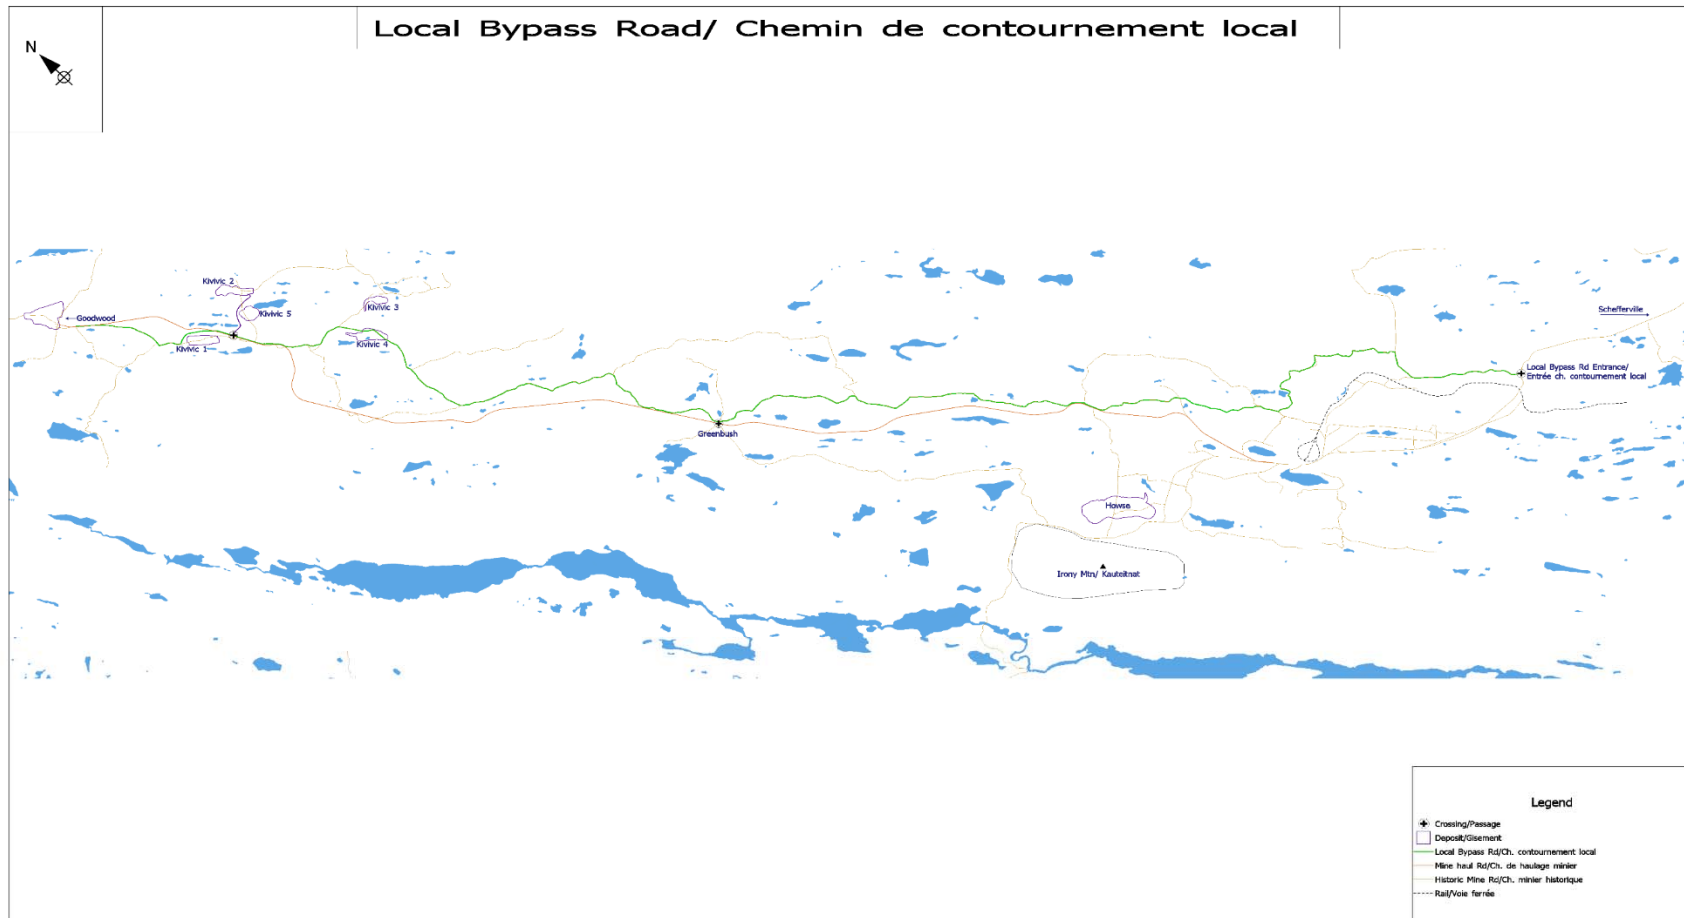 Local Bypass Road/ Chemin de contournement local
N
Kivivic 2
Kivivic 3
Kivivic 5
Goodwood
Kivivic 1
Kivivic 4
Schefferville
Local Bypass Rd Entrance/
Entrée ch. contournement local
Greenbush
Howse
Irony Mtn/ Kauteitnat
Legend
Crossing/Passage
Deposit/Gisement
Local Bypass Rd/Ch. contournement local
Mine haul Rd/Ch. de haulage minier
Historic Mine Rd/Ch. minier historique
Rail/Voie ferrée